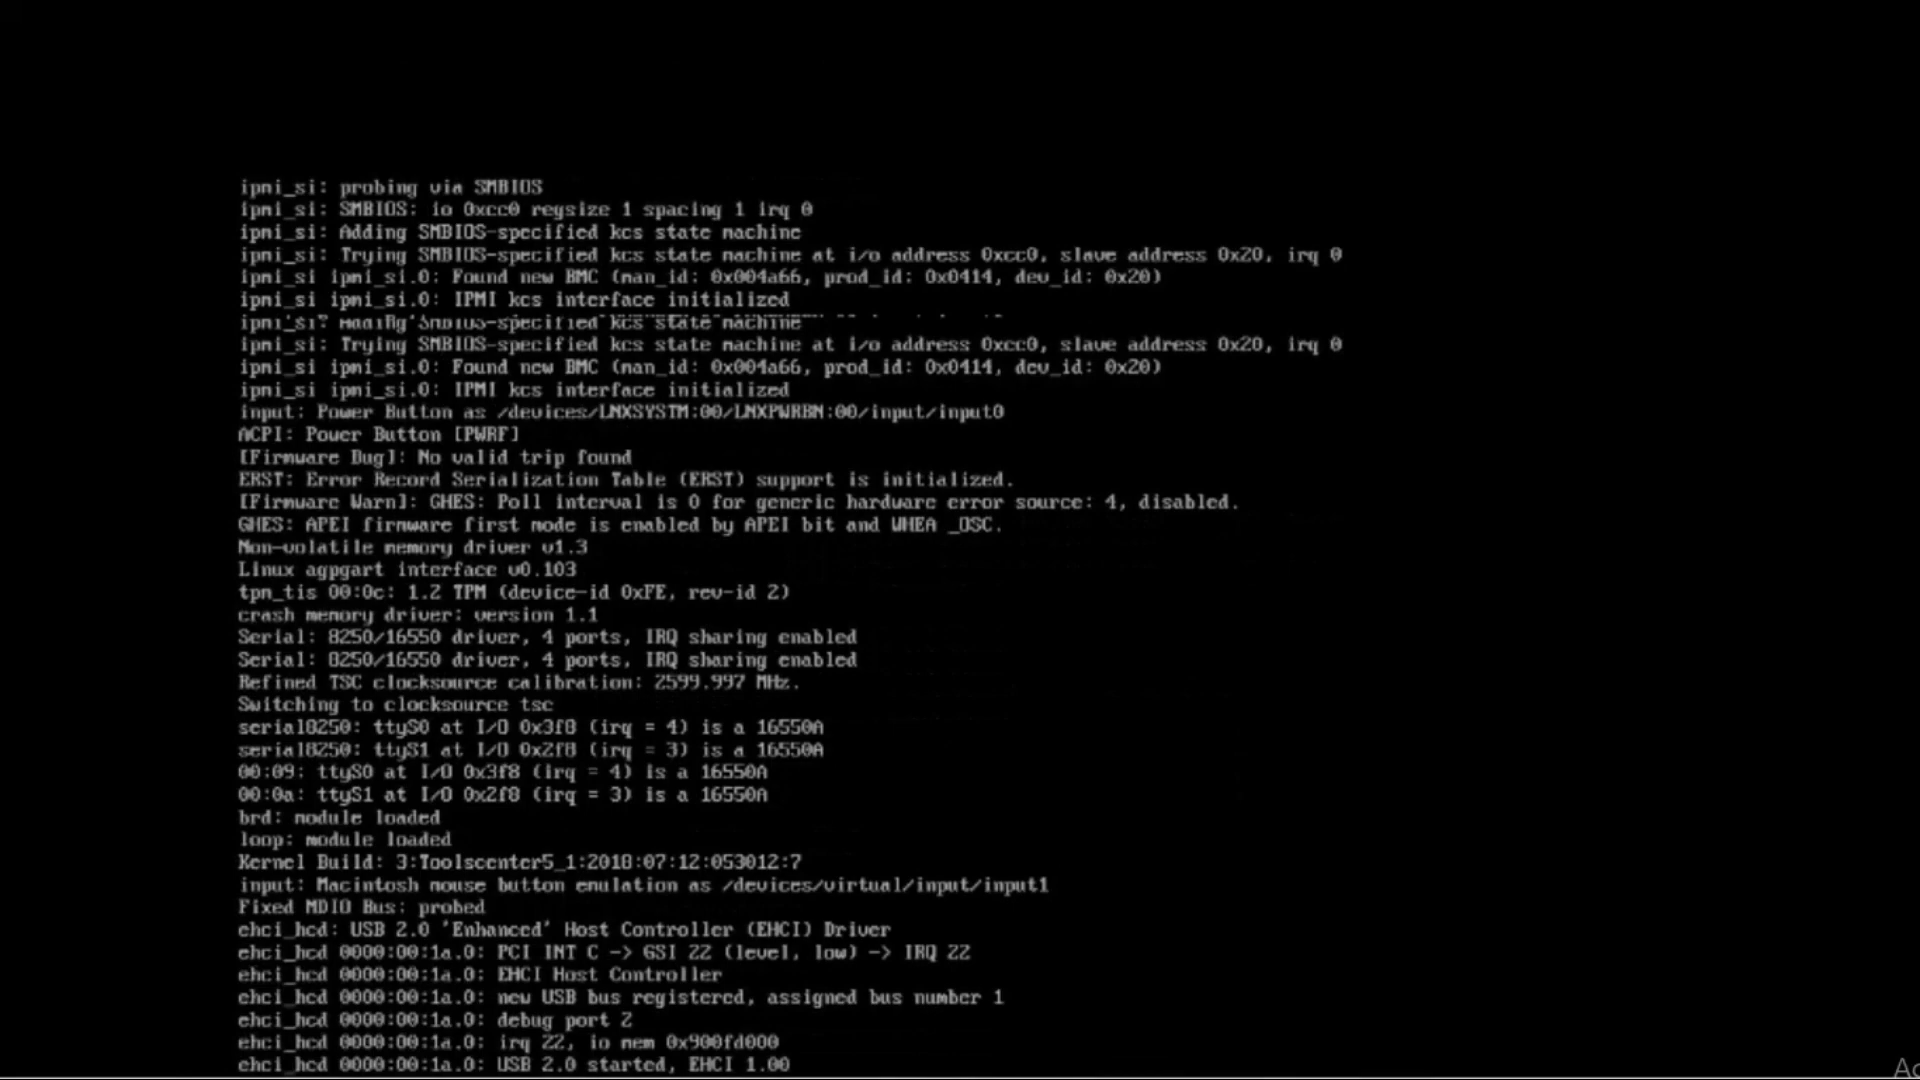 ipmi_si: probing via SMBIOS
ipmi_si: SMBIOS: io 0xcc0 regsize 1 spacing 1 irq 0
ipmi_si: Adding SMBIOS-specified kcs state machine
ipmi_si: Trying SMBIOS-specified kcs state machine at i/o address 0xcc0, slave address 0x20, irq 0
ipmi_si ipmi_si.0: Found new BMC (man_id: 0x004a66, prod_id: 0x0414, dev_id: 0x20)
ipmi_si ipmi_si.0: IPMI kcs interface initialized
ipmi_si: Adding SMBIOS-specified kcs state machine
ipmi_si: Trying SMBIOS-specified kcs state machine at i/o address 0xcc0, slave address 0x20, irq 0
ipmi_si ipmi_si.0: Found new BMC (man_id: 0x004a66, prod_id: 0x0414, dev_id: 0x20)
ipmi_si ipmi_si.0: IPMI kcs interface initialized
input: Power Button as /devices/LNXSYSTM:00/LNXPWRBN:00/input/input0
ACPI: Power Button [PWRF]
[Firmware Bug]: No valid trip found
ERST: Error Record Serialization Table (ERST) support is initialized.
[Firmware Warn]: GHES: Poll interval is 0 for generic hardware error source: 4, disabled.
GHES: APEI firmware first mode is enabled by APEI bit and WHEA _OSC.
Non-volatile memory driver v1.3
Linux agpgart interface v0.103
tpm_tis 00:0c: 1.2 TPM (device-id 0xFE, rev-id 2)
crash memory driver: version 1.1
Serial: 8250/16550 driver, 4 ports, IRQ sharing enabled
Serial: 8250/16550 driver, 4 ports, IRQ sharing enabled
Refined TSC clocksource calibration: 2599.997 MHz.
Switching to clocksource tsc
serial8250: ttyS0 at I/O 0x3f8 (irq = 4) is a 16550A
serial8250: ttyS1 at I/O 0x2f8 (irq = 3) is a 16550A
00:09: ttyS0 at I/O 0x3f8 (irq = 4) is a 16550A
00:0a: ttyS1 at I/O 0x2f8 (irq = 3) is a 16550A
brd: module loaded
loop: module loaded
Kernel Build: 3:Toolscenter5_1:2018:07:12:053012:7
input: Macintosh mouse button emulation as /devices/virtual/input/input1
Fixed MDIO Bus: probed
ehci_hcd: USB 2.0 'Enhanced' Host Controller (EHCI) Driver
ehci_hcd 0000:00:1a.0: PCI INT C -> GSI 22 (level, low) -> IRQ 22
ehci_hcd 0000:00:1a.0: EHCI Host Controller
ehci_hcd 0000:00:1a.0: new USB bus registered, assigned bus number 1
ehci_hcd 0000:00:1a.0: debug port 2
ehci_hcd 0000:00:1a.0: irq 22, io mem 0x900fd000
ehci_hcd 0000:00:1a.0: USB 2.0 started, EHCI 1.00